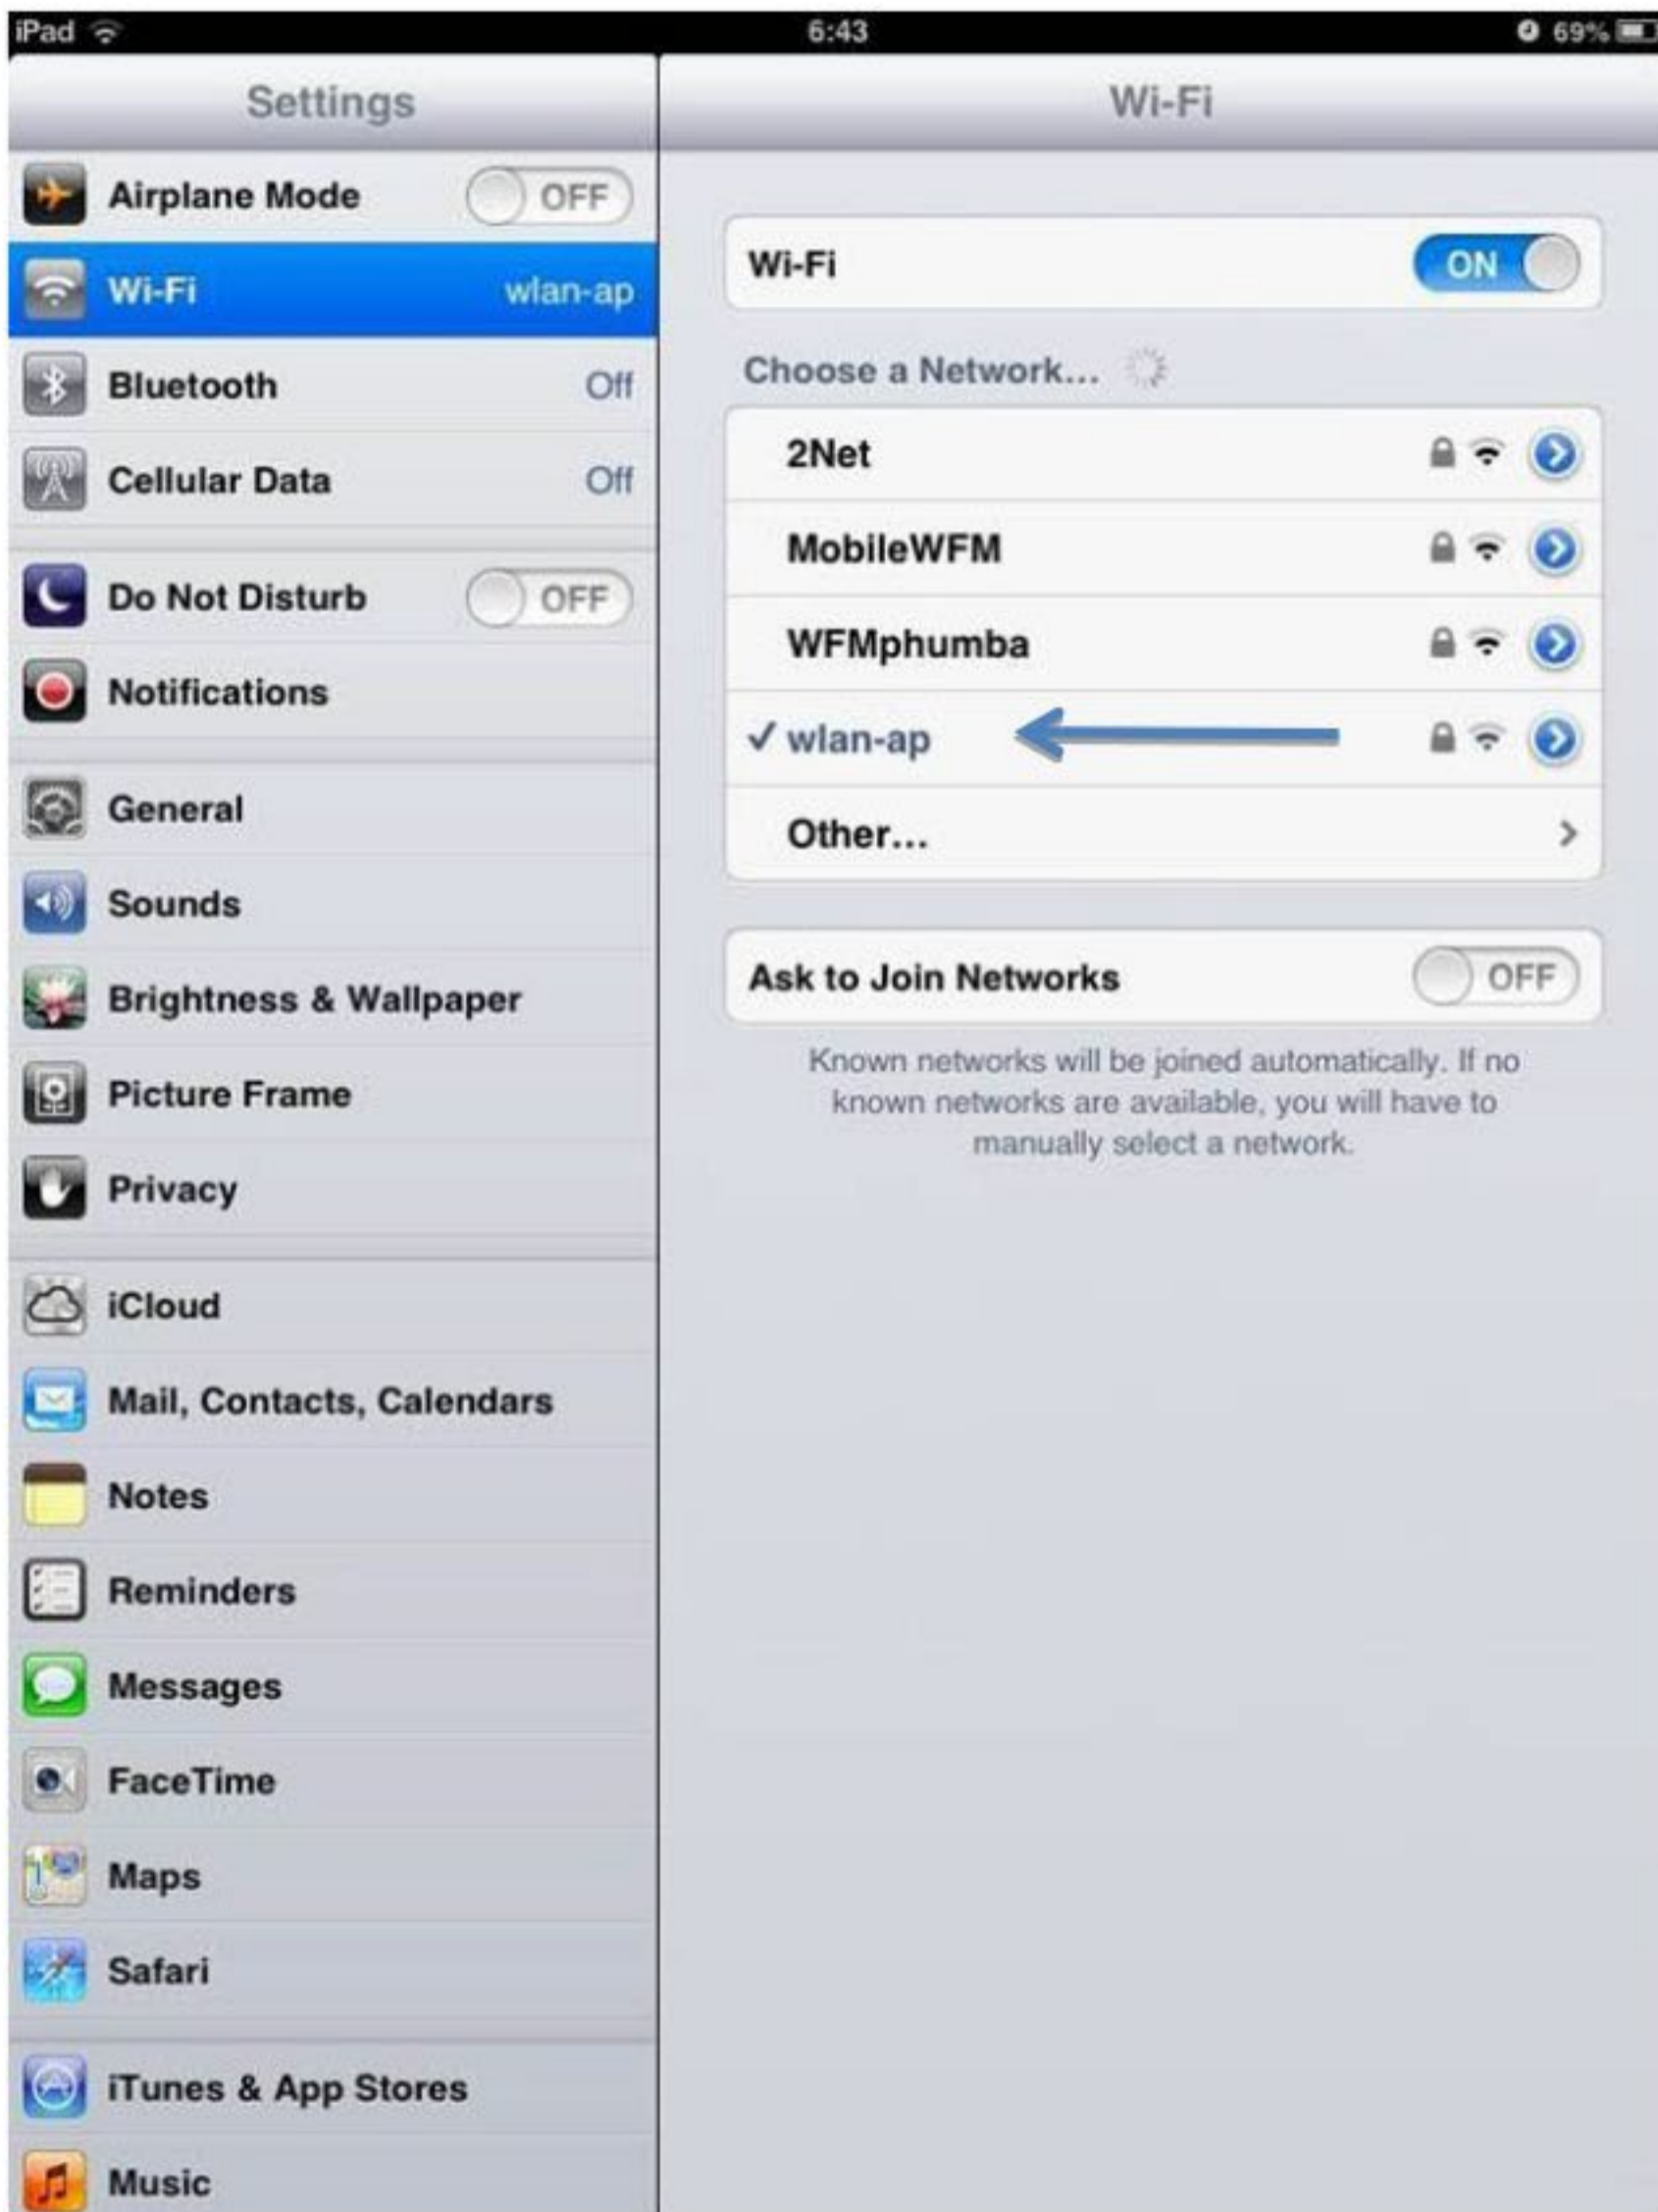 iPad 6:43 69%
Settings
Wi-Fi
Airplane Mode OFF
Wi-Fi wlan-ap
Bluetooth Off
Cellular Data Off
Do Not Disturb OFF
Notifications
General
Sounds
Brightness & Wallpaper
Picture Frame
Privacy
iCloud
Mail, Contacts, Calendars
Notes
Reminders
Messages
FaceTime
Maps
Safari
iTunes & App Stores
Music
Wi-Fi ON
Choose a Network...
2Net
MobileWFM
WFMphumba
✓ wlan-ap
Other...
Ask to Join Networks OFF
Known networks will be joined automatically. If no
known networks are available, you will have to
manually select a network.